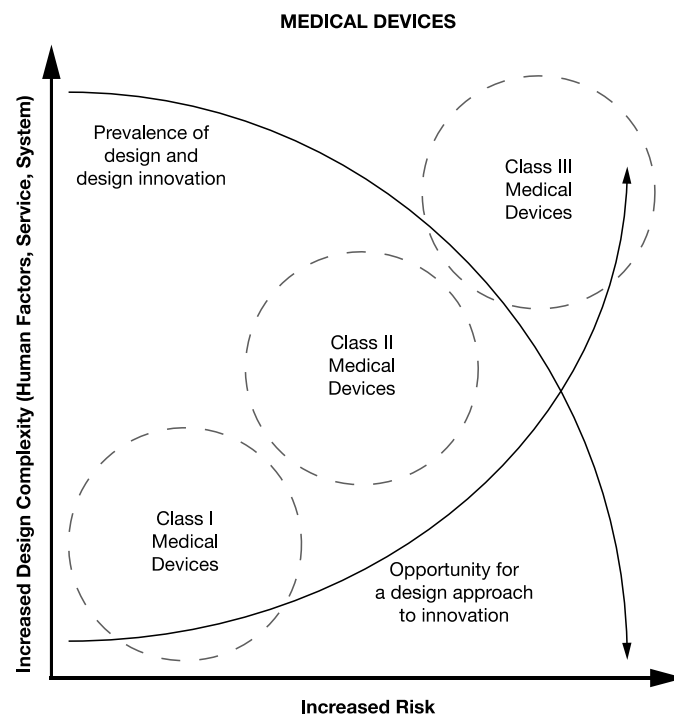 MEDICAL DEVICES
Increased Design Complexity (Human Factors, Service, System)
Prevalence of
design and
design innovation
Class III
Medical
Devices
Class II
Medical
Devices
Class I
Medical
Devices
Opportunity for
a design approach
to innovation
Increased Risk